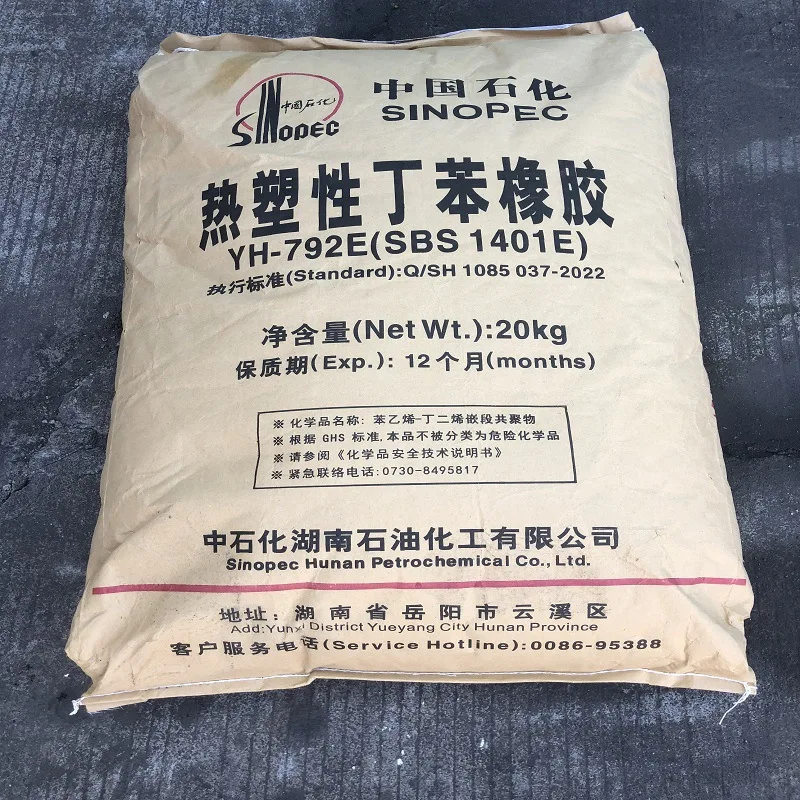 中国石化
SINOPEC
中国石化
SINOPEC
热塑性丁苯橡胶
YH-792E(SBS 1401E)
执行标准(Standard):Q/SH 1085 037-2022
净含量(Net Wt.):20kg
保质期(Exp.): 12个月(months)
※ 化学品名称: 苯乙烯-丁二烯嵌段共聚物
※ 根据 GHS 标准,本品不被分类为危险化学品
※ 请参阅《化学品安全技术说明书》
※ 紧急联络电话:0730-8495817
中石化湖南石油化工有限公司
Sinopec Hunan Petrochemical Co., Ltd.
地址: 湖南省岳阳市云溪区
Add:Yunxi District Yueyang City Hunan Province
客户服务电话(Service Hotline):0086-95388